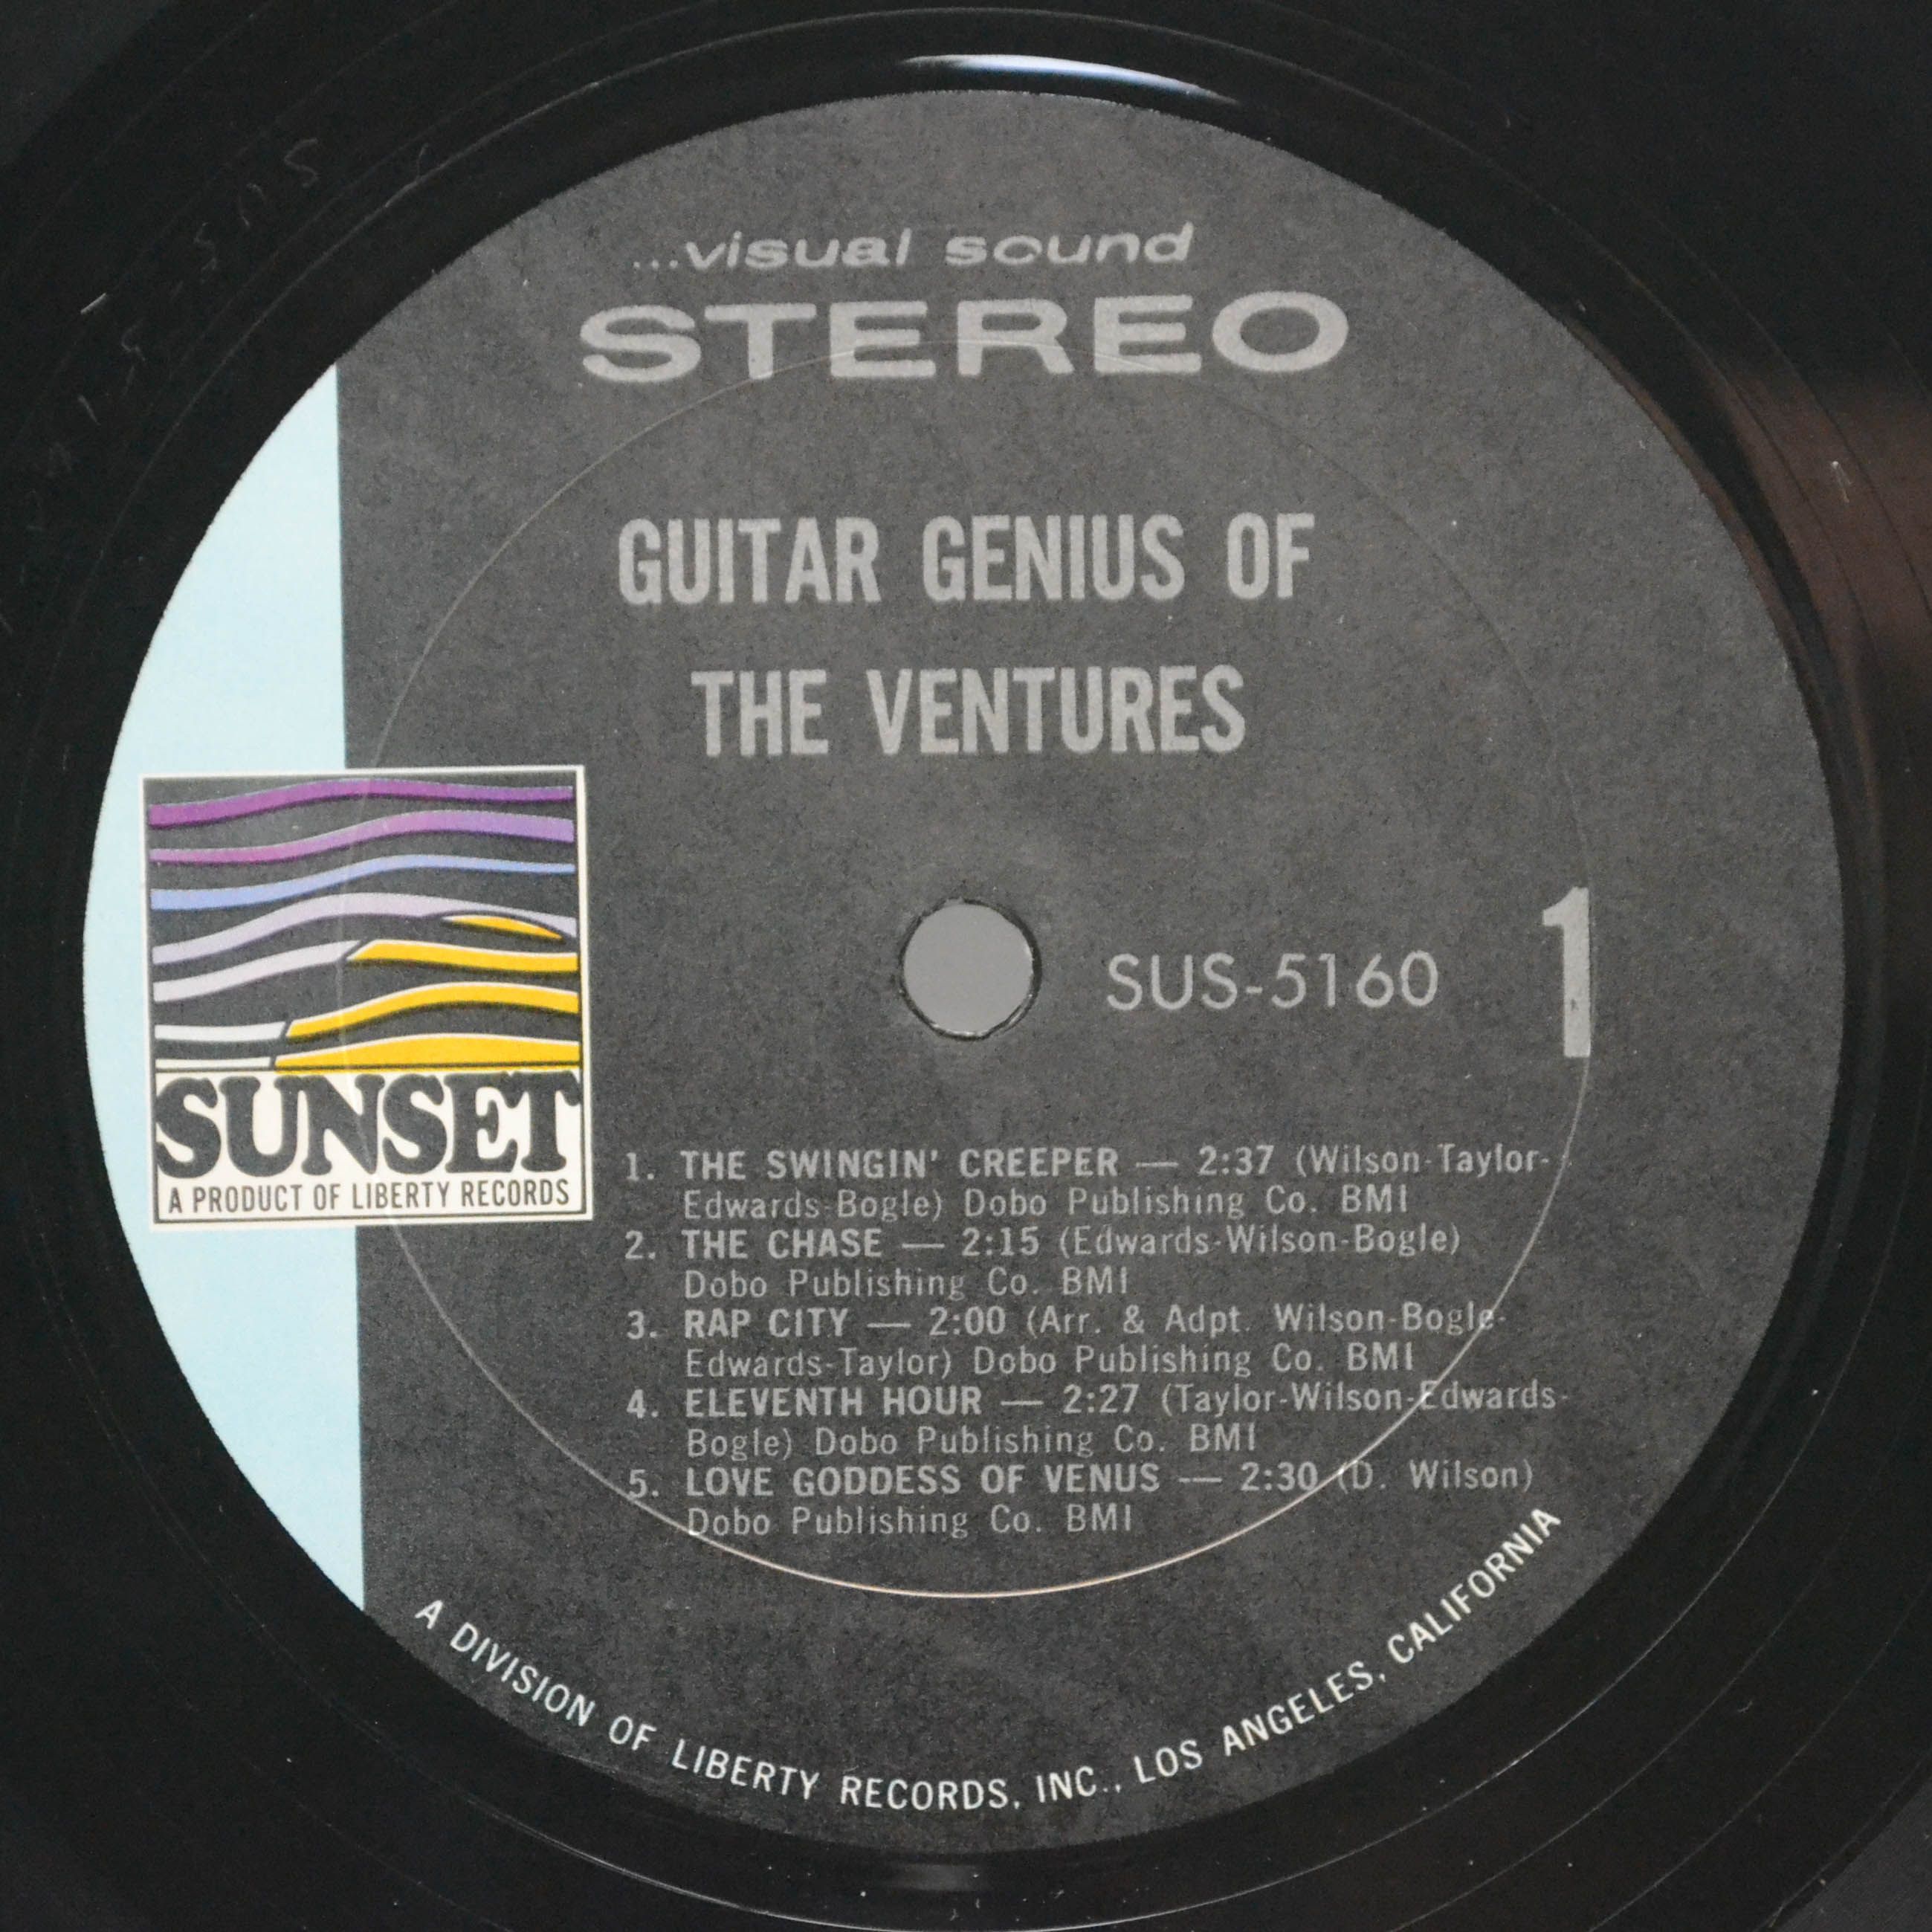 ...visual sound
STEREO
GUITAR GENIUS OF
THE VENTURES
SUS-5160
1
SUNSET
A PRODUCT OF LIBERTY RECORDS
1. THE SWINGIN' CREEPER — 2:37 (Wilson-Taylor-
Edwards-Bogle) Dobo Publishing Co. BMI
2. THE CHASE — 2:15 (Edwards-Wilson-Bogle)
Dobo Publishing Co. BMI
3. RAP CITY — 2:00 (Arr. & Adpt. Wilson-Bogle-
Edwards-Taylor) Dobo Publishing Co. BMI
4. ELEVENTH HOUR — 2:27 (Taylor-Wilson-Edwards-
Bogle) Dobo Publishing Co. BMI
5. LOVE GODDESS OF VENUS — 2:30 (D. Wilson)
Dobo Publishing Co. BMI
A DIVISION OF LIBERTY RECORDS, INC., LOS ANGELES, CALIFORNIA